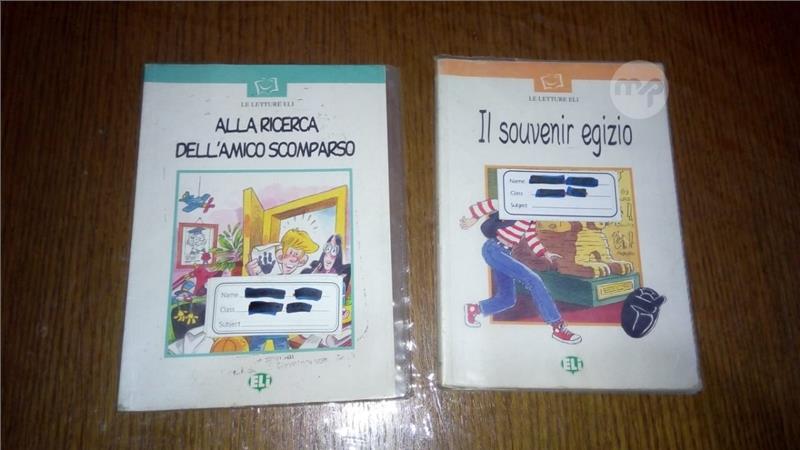 LE LETTURE ELI
ALLA RICERCA
DELL'AMICO SCOMPARSO
Name
Class
Subject
ELi
LE LETTURE ELI
Il souvenir egizio
Name
Class
Subject
ELi